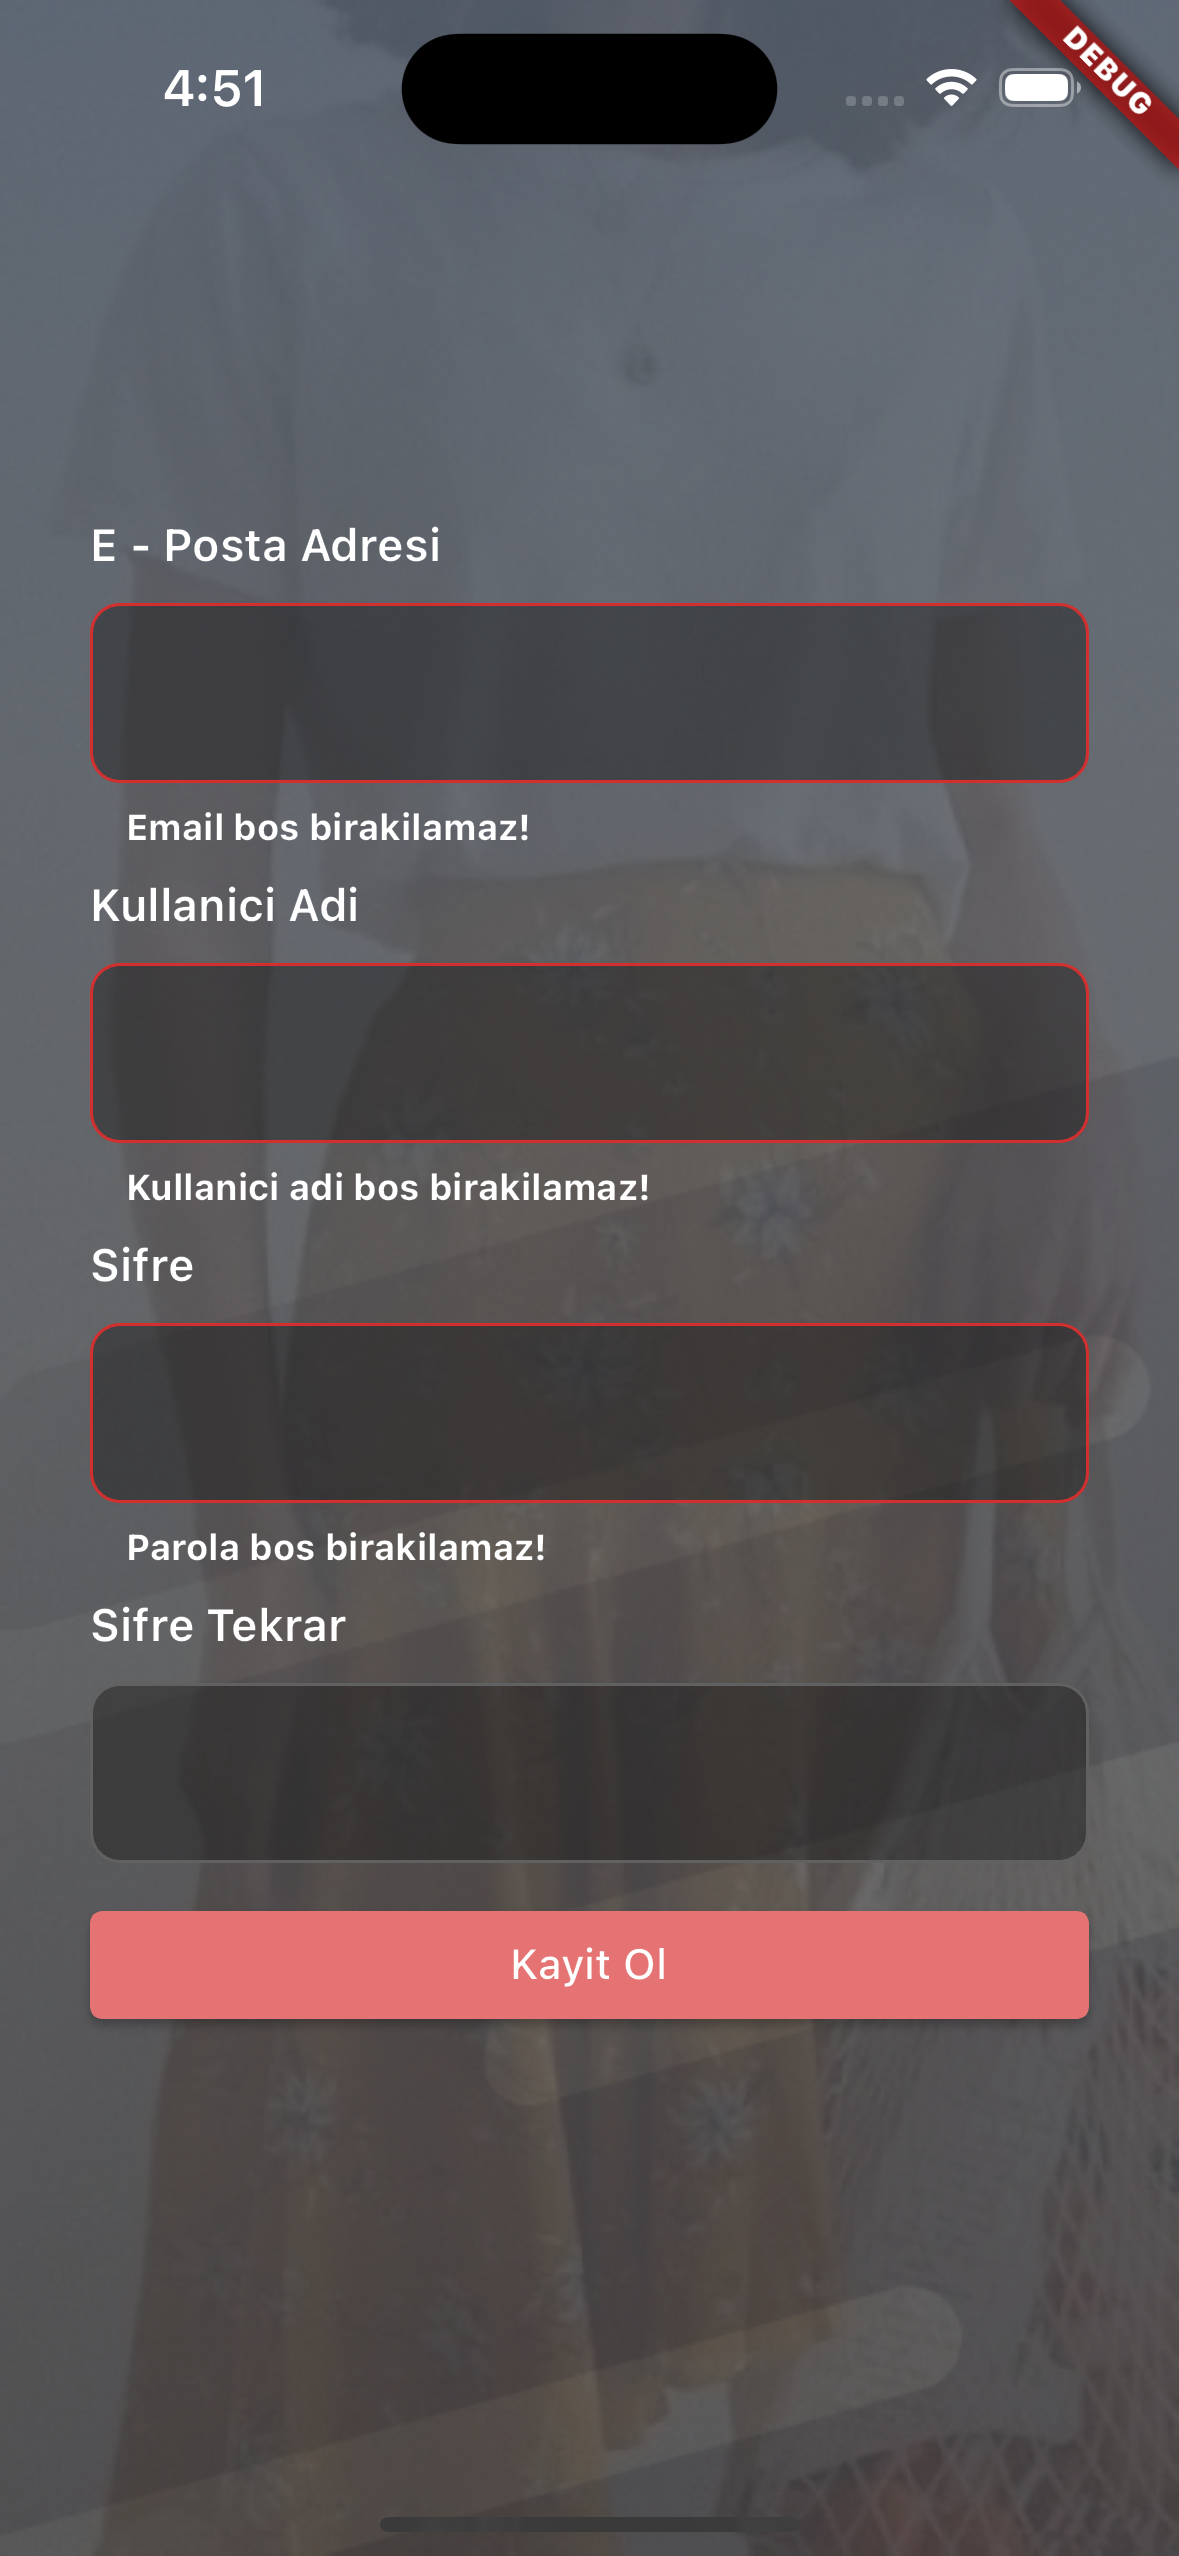 4:51
DEBUG
E - Posta Adresi
Email bos birakilamaz!
Kullanici Adi
Kullanici adi bos birakilamaz!
Sifre
Parola bos birakilamaz!
Sifre Tekrar
Kayit Ol